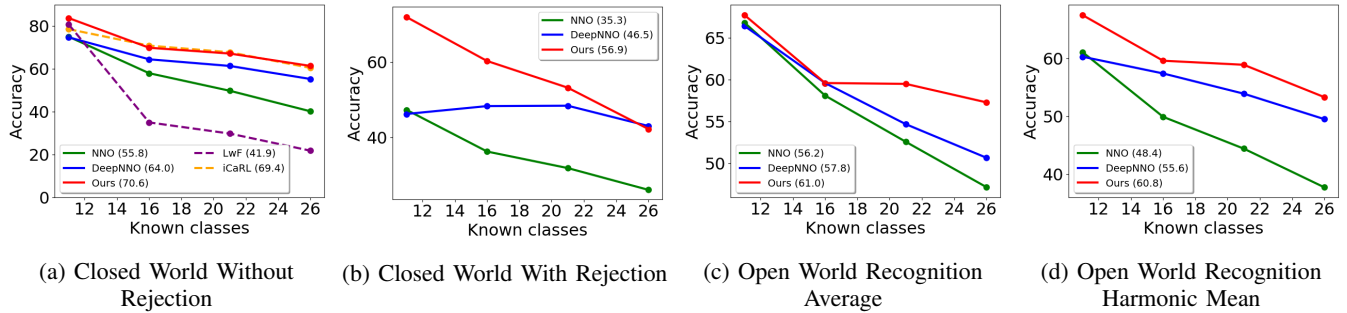 Accuracy
80
60
40
20
0
NNO (55.8)
DeepNNO (64.0)
Ours (70.6)
LwF (41.9)
iCaRL (69.4)
12 14 16 18 20 22 24 26
Known classes
(a) Closed World Without
Rejection
Accuracy
60
40
NNO (35.3)
DeepNNO (46.5)
Ours (56.9)
12 14 16 18 20 22 24 26
Known classes
(b) Closed World With Rejection
Accuracy
65
60
55
50
NNO (56.2)
DeepNNO (57.8)
Ours (61.0)
12 14 16 18 20 22 24 26
Known classes
(c) Open World Recognition
Average
Accuracy
60
50
40
NNO (48.4)
DeepNNO (55.6)
Ours (60.8)
12 14 16 18 20 22 24 26
Known classes
(d) Open World Recognition
Harmonic Mean